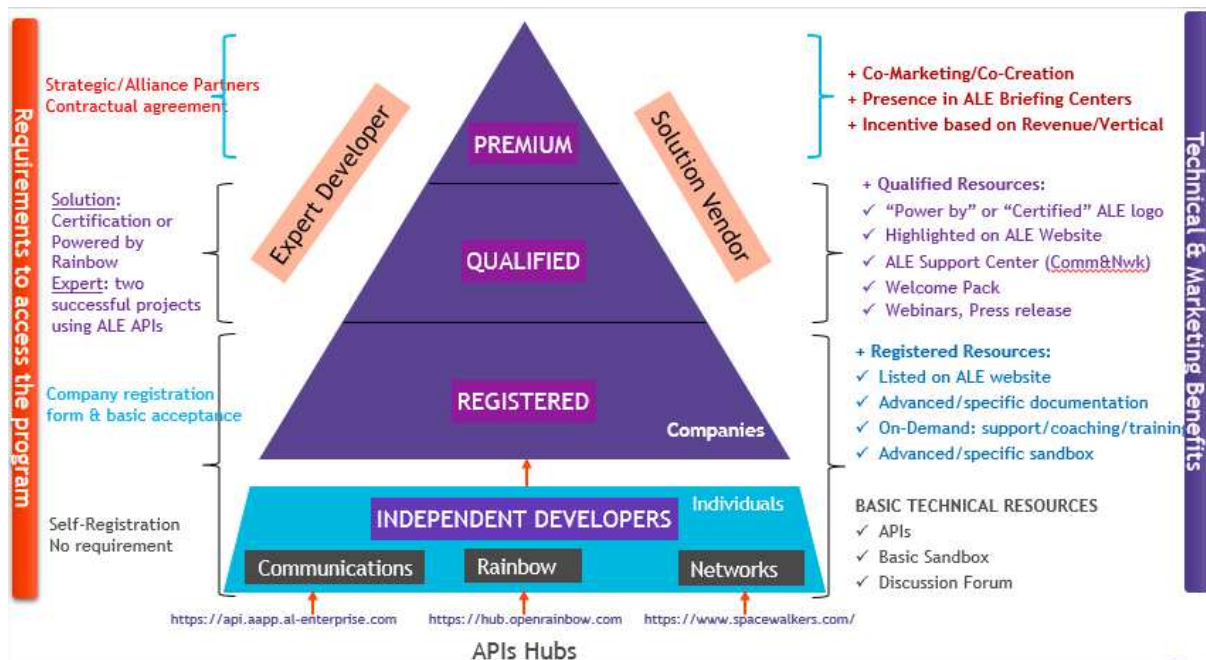 Requirements to access the program
Strategic/Alliance Partners
Contractual agreement
Solution:
Certification or
Powered by
Rainbow
Expert: two
successful projects
using ALE APIs
Company registration
form & basic acceptance
Self-Registration
No requirement
Expert Developer
Solution Vendor
PREMIUM
QUALIFIED
REGISTERED
Companies
Individuals
INDEPENDENT DEVELOPERS
Communications
Rainbow
Networks
https://api.aapp.al-enterprise.com
https://hub.openrainbow.com
https://www.spacewalkers.com/
APIs Hubs
+ Co-Marketing/Co-Creation
+ Presence in ALE Briefing Centers
+ Incentive based on Revenue/Vertical
+ Qualified Resources:
✓ “Power by” or “Certified” ALE logo
✓ Highlighted on ALE Website
✓ ALE Support Center (Comm&Nwk)
✓ Welcome Pack
✓ Webinars, Press release
+ Registered Resources:
✓ Listed on ALE website
✓ Advanced/specific documentation
✓ On-Demand: support/coaching/training
✓ Advanced/specific sandbox
BASIC TECHNICAL RESOURCES
✓ APIs
✓ Basic Sandbox
✓ Discussion Forum
Technical & Marketing Benefits